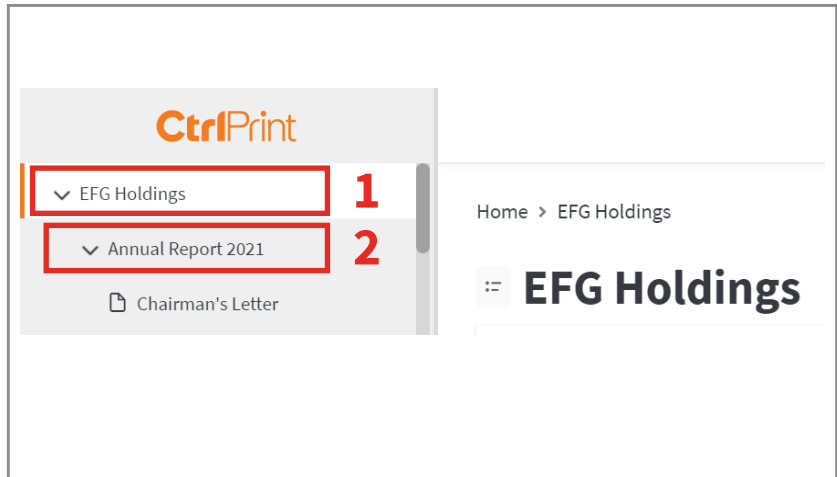 CtrlPrint
EFG Holdings 1
Annual Report 2021 2
Chairman's Letter
Home > EFG Holdings
EFG Holdings